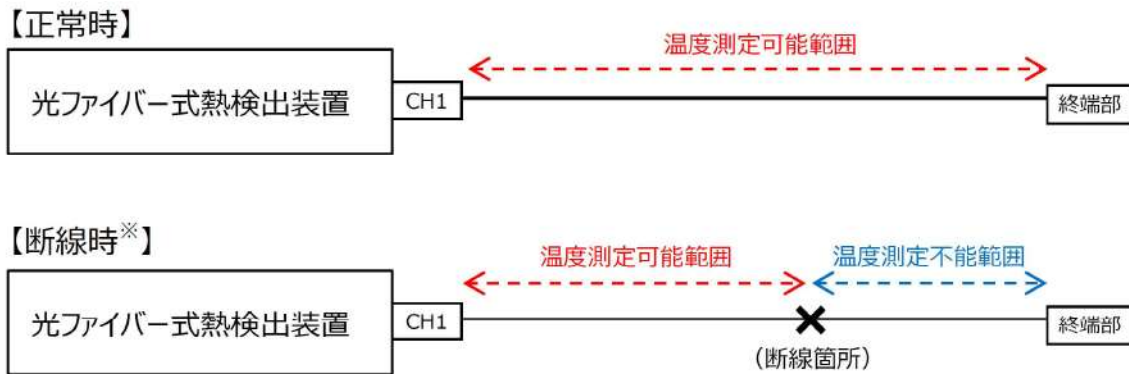 【正常時】
温度測定可能範囲
光ファイバー式熱検出装置
CH1
終端部
【断線時※】
温度測定可能範囲
温度測定不能範囲
光ファイバー式熱検出装置
CH1
終端部
(断線箇所)